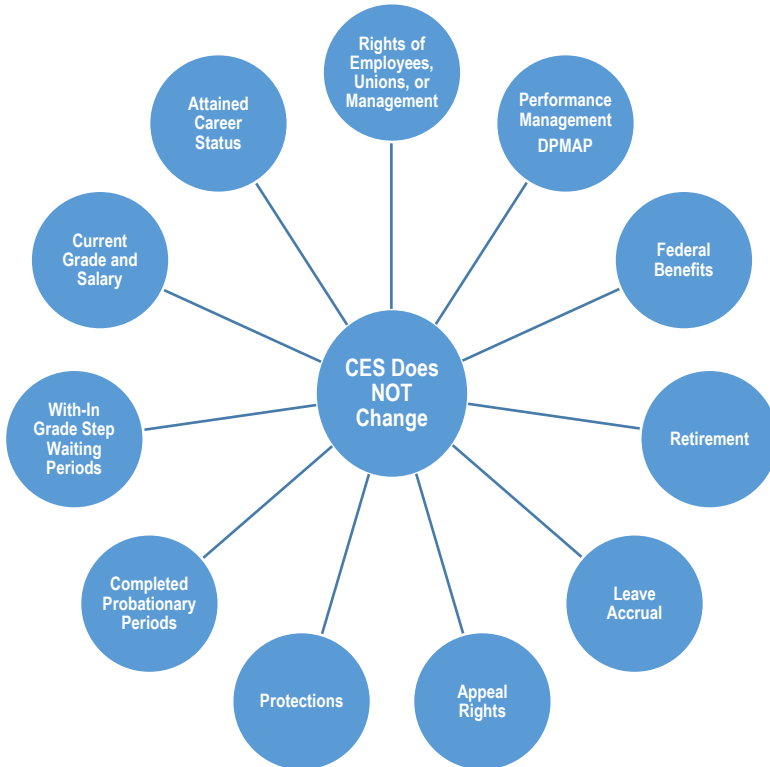 Rights of
Employees,
Unions, or
Management
Performance
Management
DPMAP
Federal
Benefits
Retirement
Leave
Accrual
Appeal
Rights
Protections
Completed
Probationary
Periods
With-In
Grade Step
Waiting
Periods
Current
Grade and
Salary
Attained
Career
Status
CES Does
NOT
Change